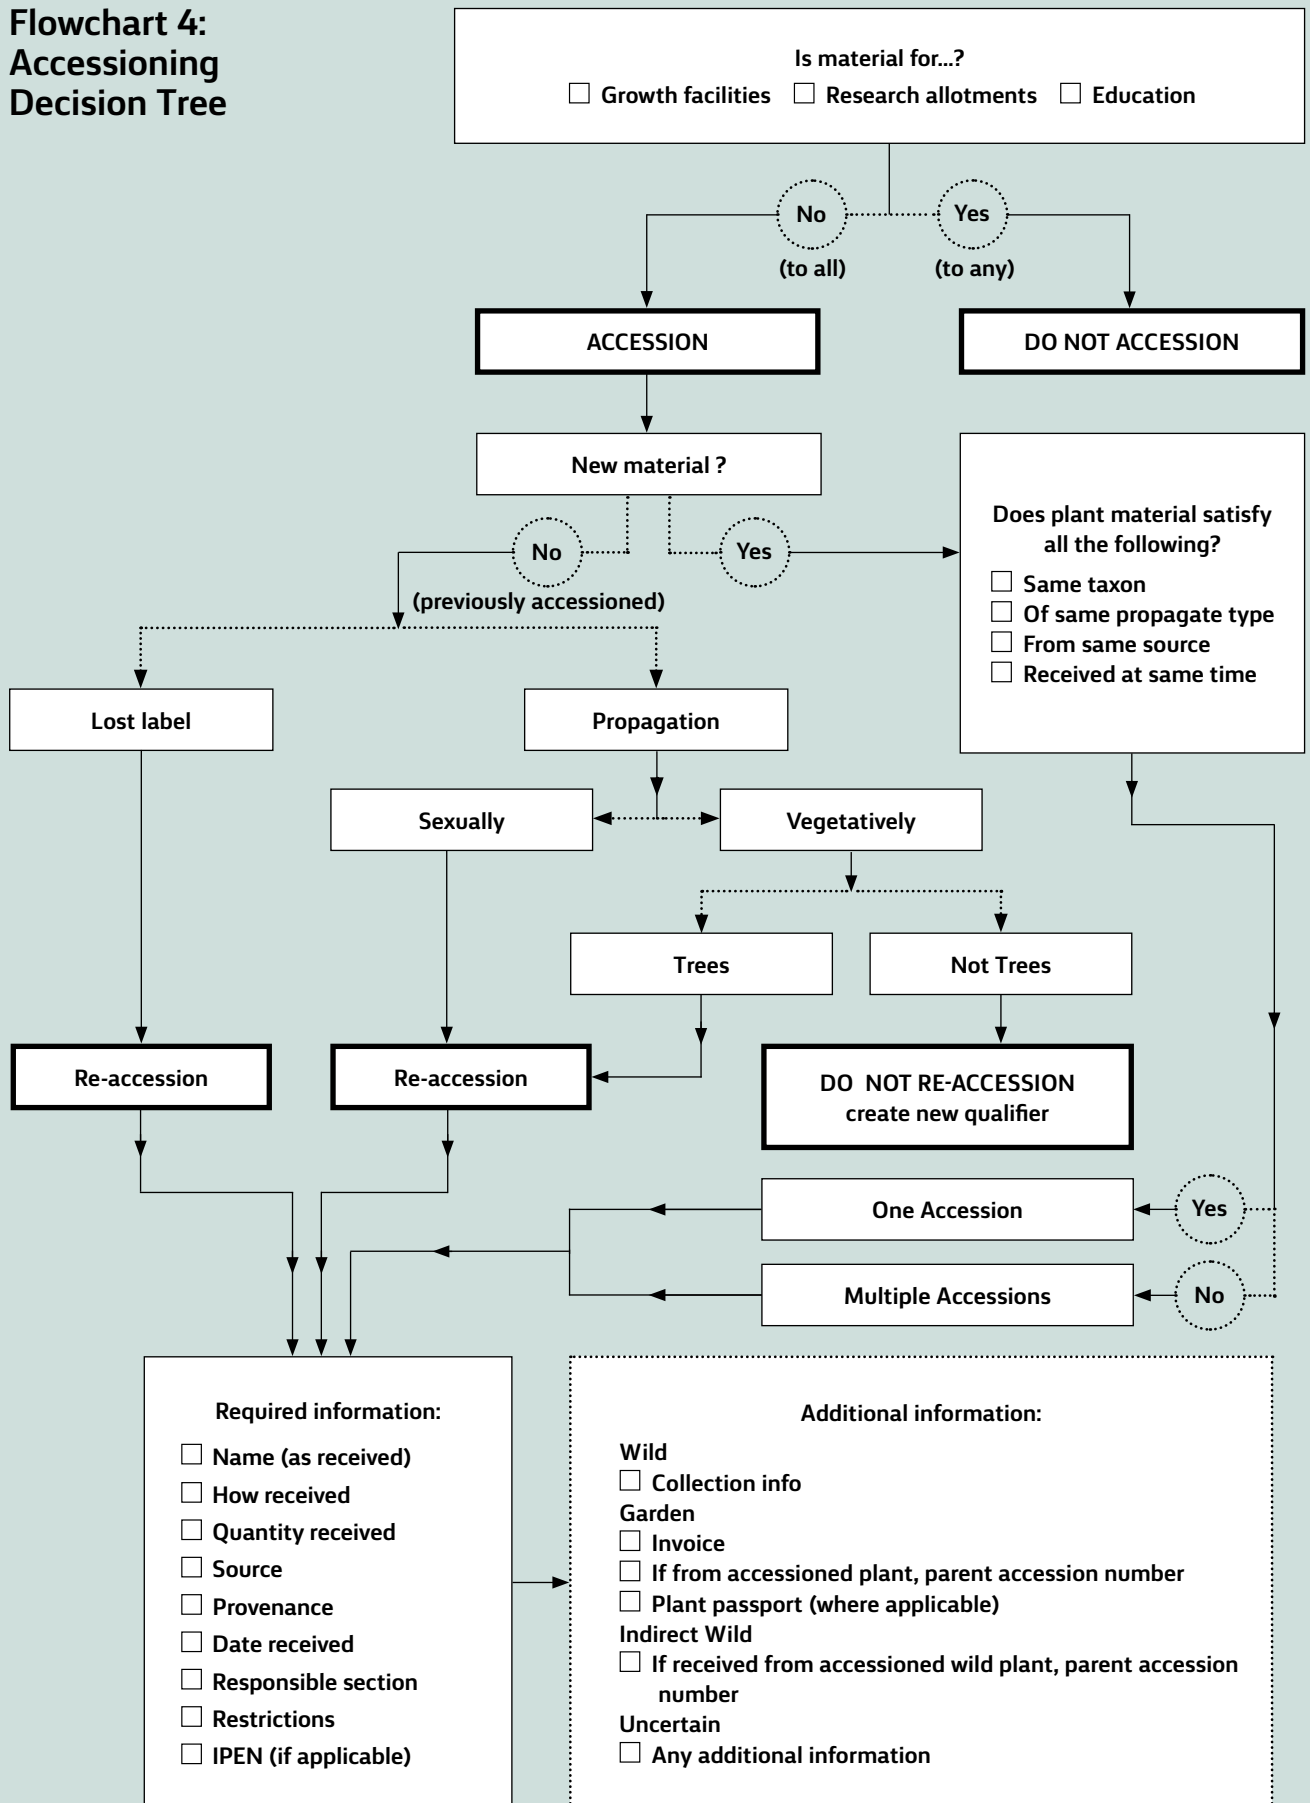 Flowchart 4:
Accessioning
Decision Tree
Is material for...?
Growth facilities Research allotments Education
No Yes
(to all) (to any)
ACCESSION DO NOT ACCESSION
New material ?
No Yes
(previously accessioned)
Does plant material satisfy
all the following?
Same taxon
Of same propagate type
From same source
Received at same time
Lost label Propagation
Sexually Vegetatively
Trees Not Trees
Re-accession Re-accession
DO NOT RE-ACCESSION
create new qualifier
One Accession Yes
Multiple Accessions No
Required information:
Name (as received)
How received
Quantity received
Source
Provenance
Date received
Responsible section
Restrictions
IPEN (if applicable)
Additional information:
Wild
Collection info
Garden
Invoice
If from accessioned plant, parent accession number
Plant passport (where applicable)
Indirect Wild
If received from accessioned wild plant, parent accession
number
Uncertain
Any additional information